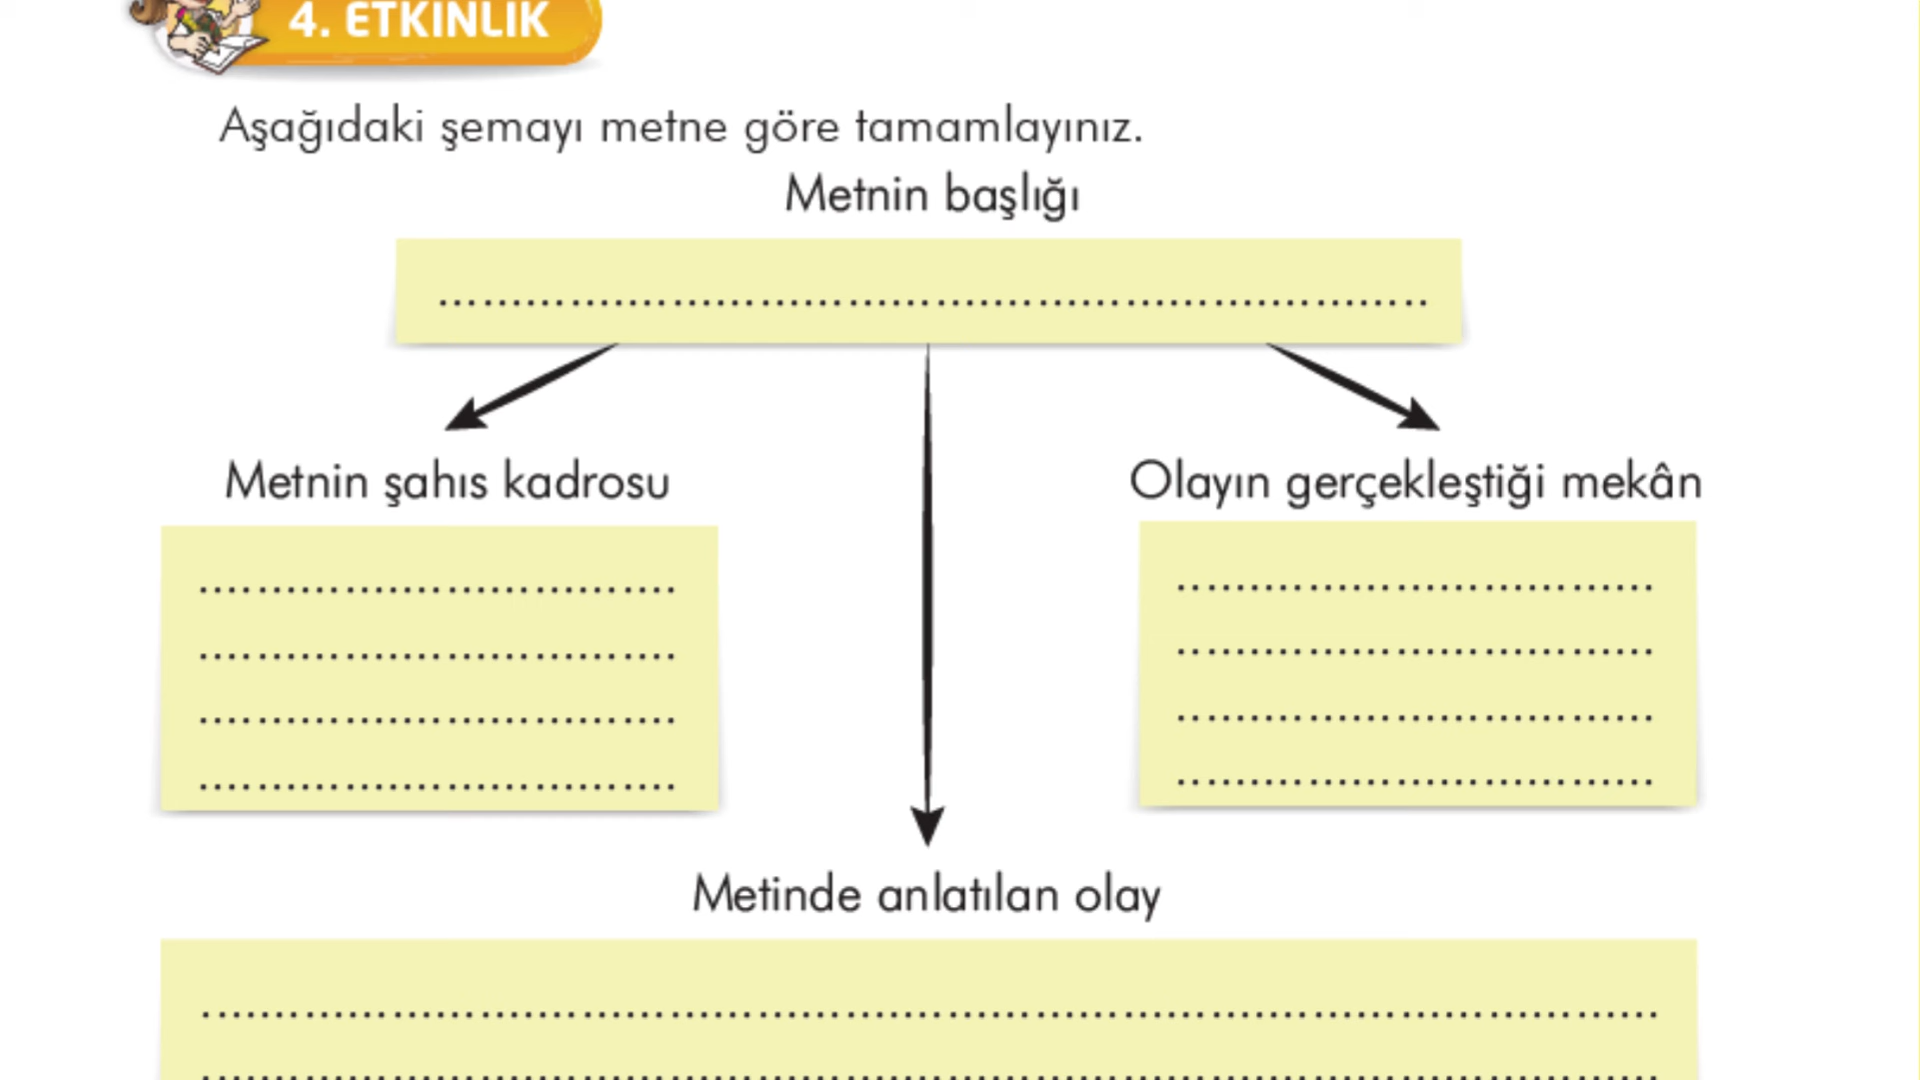 4. ETKİNLİK
Aşağıdaki şemayı metne göre tamamlayınız.
Metnin başlığı
Metnin şahıs kadrosu
Olayın gerçekleştiği mekân
Metinde anlatılan olay